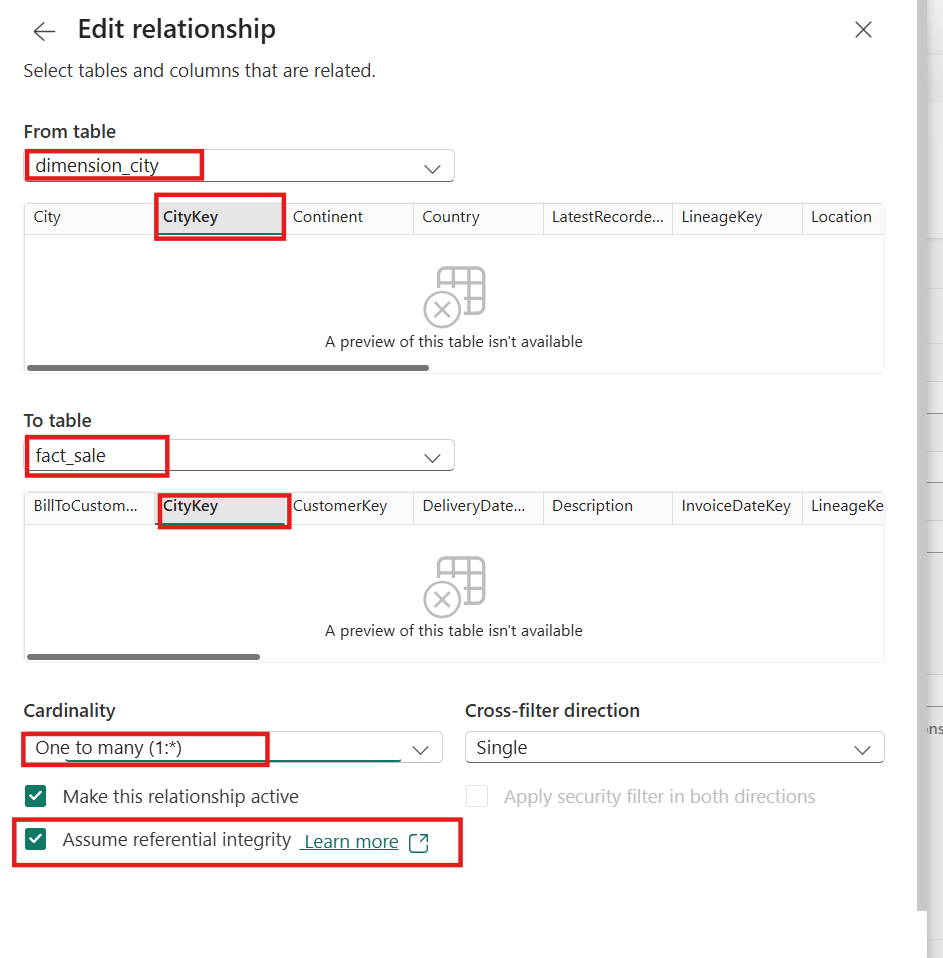 Edit relationship
Select tables and columns that are related.
From table
dimension_city
City CityKey Continent Country LatestRecorde... LineageKey Location
A preview of this table isn't available
To table
fact_sale
BillToCustom... CityKey CustomerKey DeliveryDate... Description InvoiceDateKey LineageKe
A preview of this table isn't available
Cardinality Cross-filter direction
One to many (1:*) Single
Make this relationship active Apply security filter in both directions
Assume referential integrity Learn more